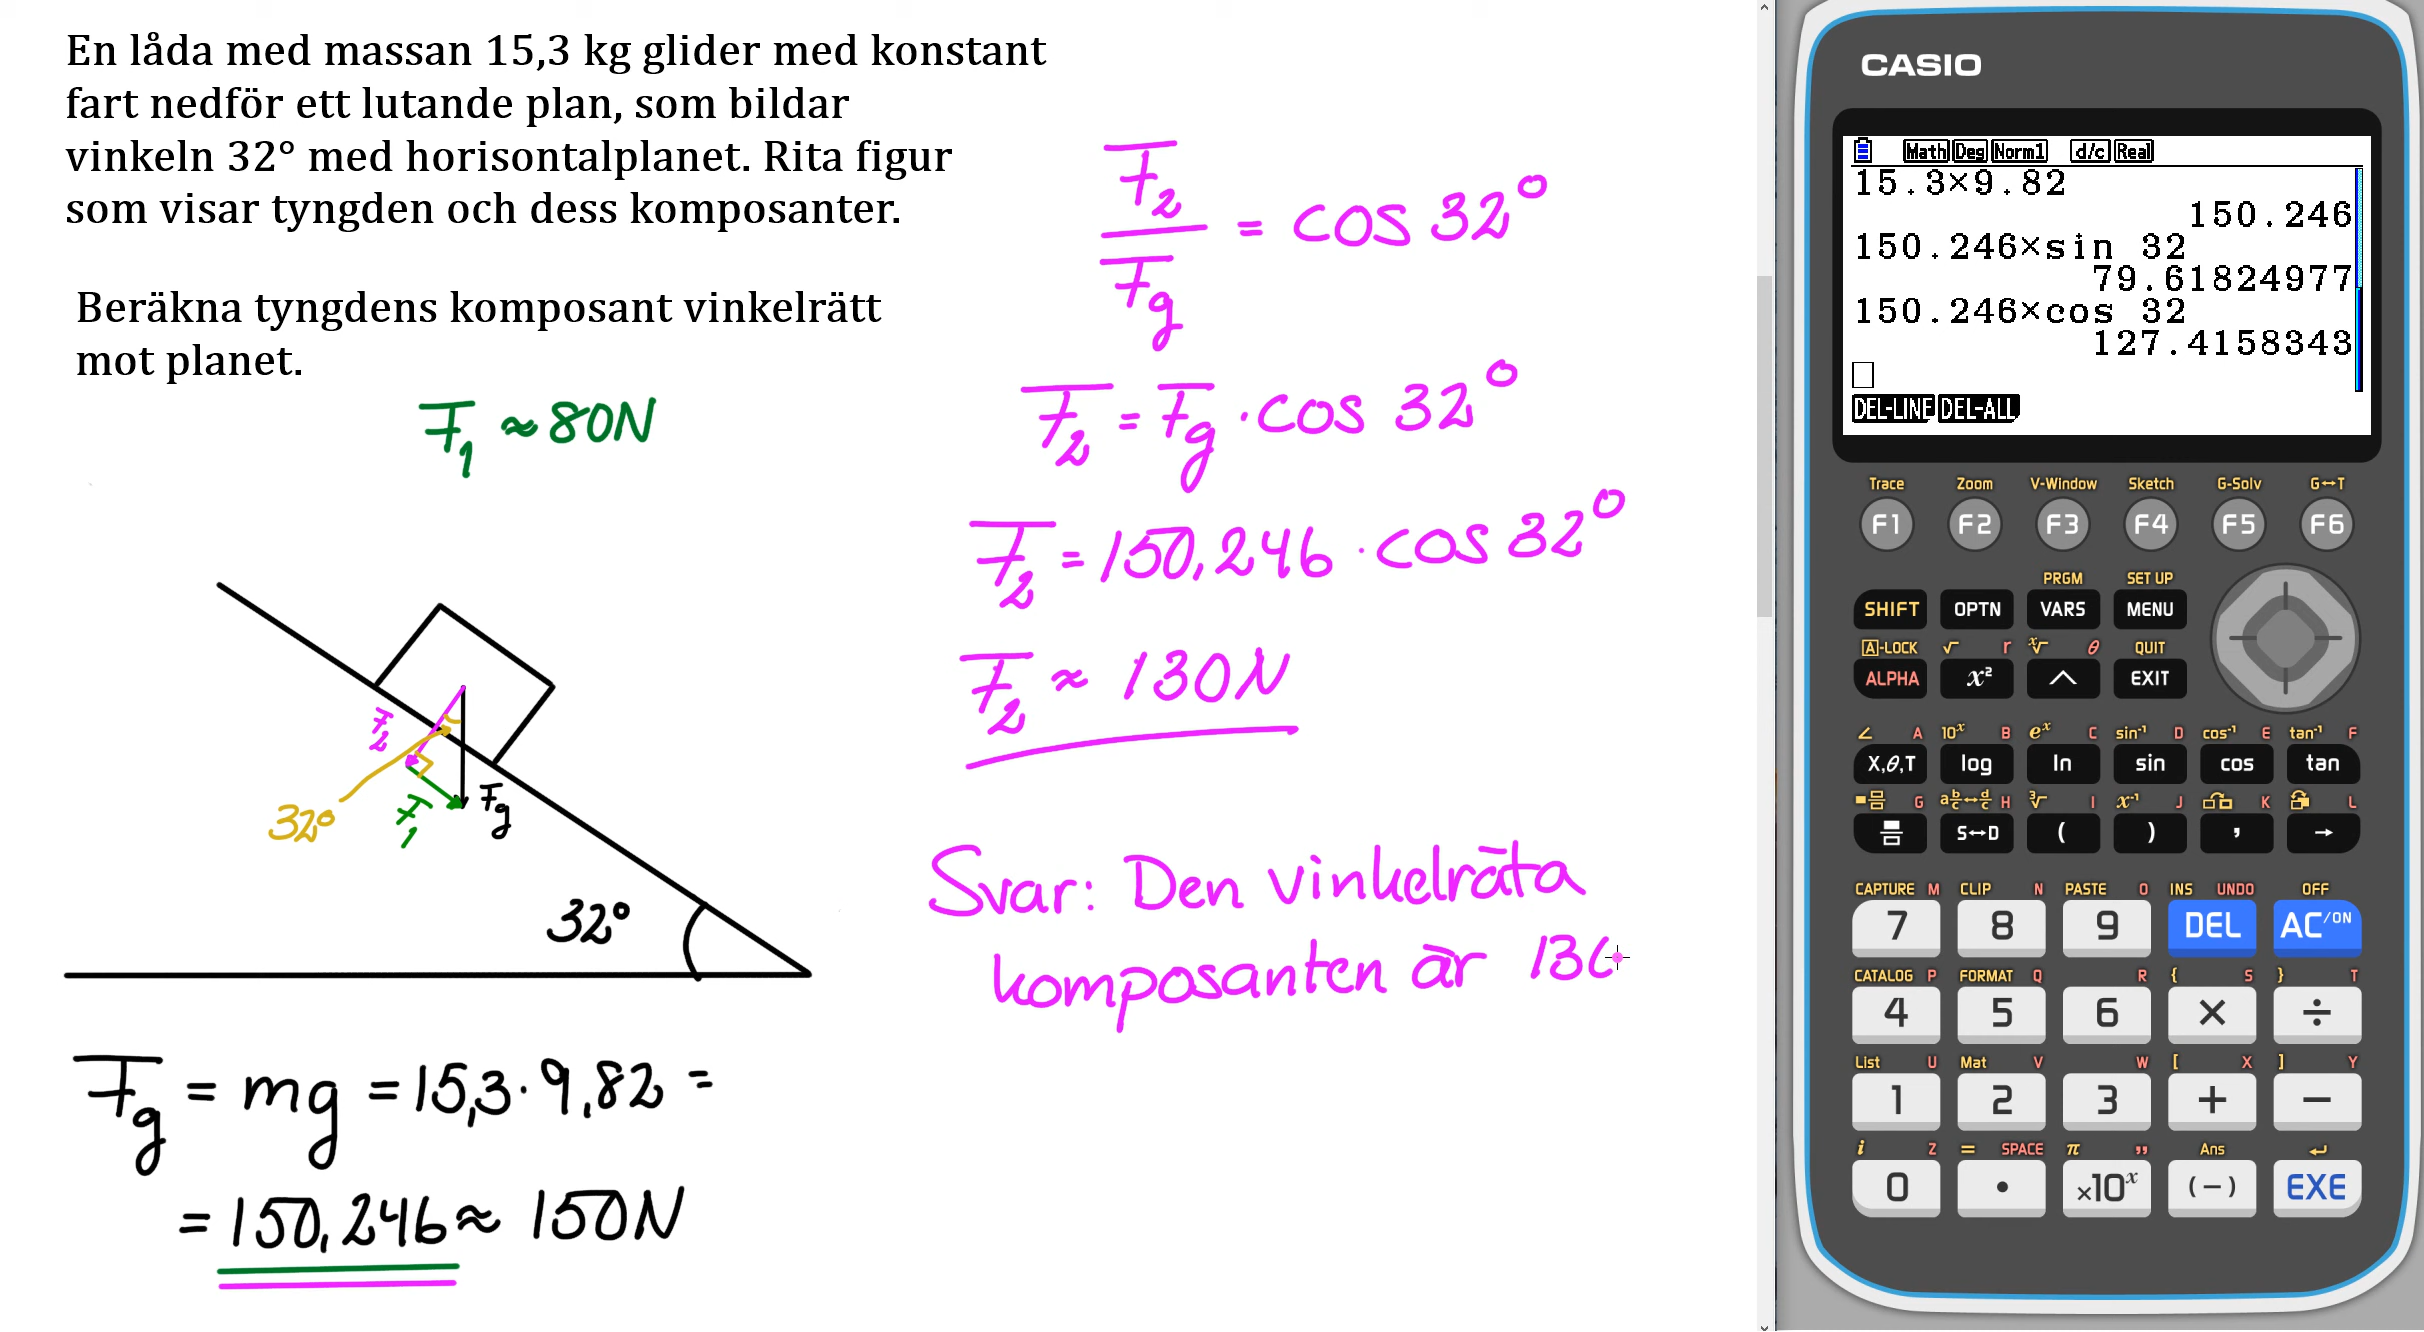 En låda med massan 15,3 kg glider med konstant
fart nedför ett lutande plan, som bildar
vinkeln 32° med horisontalplanet. Rita figur
som visar tyngden och dess komposanter.
Beräkna tyngdens komposant vinkelrätt
mot planet.
F₁ ≈ 80N
F₂
32°
F₁
Fg
32°
Fg = mg = 15,3 · 9,82 =
= 150,246 ≈ 150N
F₂/Fg = cos 32°
F₂ = Fg · cos 32°
F₂ = 150,246 · cos 32°
F₂ ≈ 130N
Svar: Den vinkelräta
komposanten är 130
CASIO
Math Deg Norm1 d/c Real
15.3×9.82
150.246
150.246×sin 32
79.61824977
150.246×cos 32
127.4158343
DEL-LINE DEL-ALL
Trace Zoom V-Window Sketch G-Solv G↔T
F1 F2 F3 F4 F5 F6
PRGM SET UP
SHIFT OPTN VARS MENU
A-LOCK √ r ˣ√ θ QUIT
ALPHA x² ^ EXIT
∠ A 10ˣ B eˣ C sin⁻¹ D cos⁻¹ E tan⁻¹ F
X,θ,T log ln sin cos tan
G a b/c↔d/c H ³√ I x⁻¹ J K L
S↔D ( ) , →
CAPTURE M CLIP N PASTE O INS UNDO OFF
7 8 9 DEL AC/ON
CATALOG P FORMAT Q R { S } T
4 5 6 × ÷
List U Mat V W [ X ] Y
1 2 3 + −
i Z = SPACE π " Ans ↵
0 • ×10ˣ (−) EXE